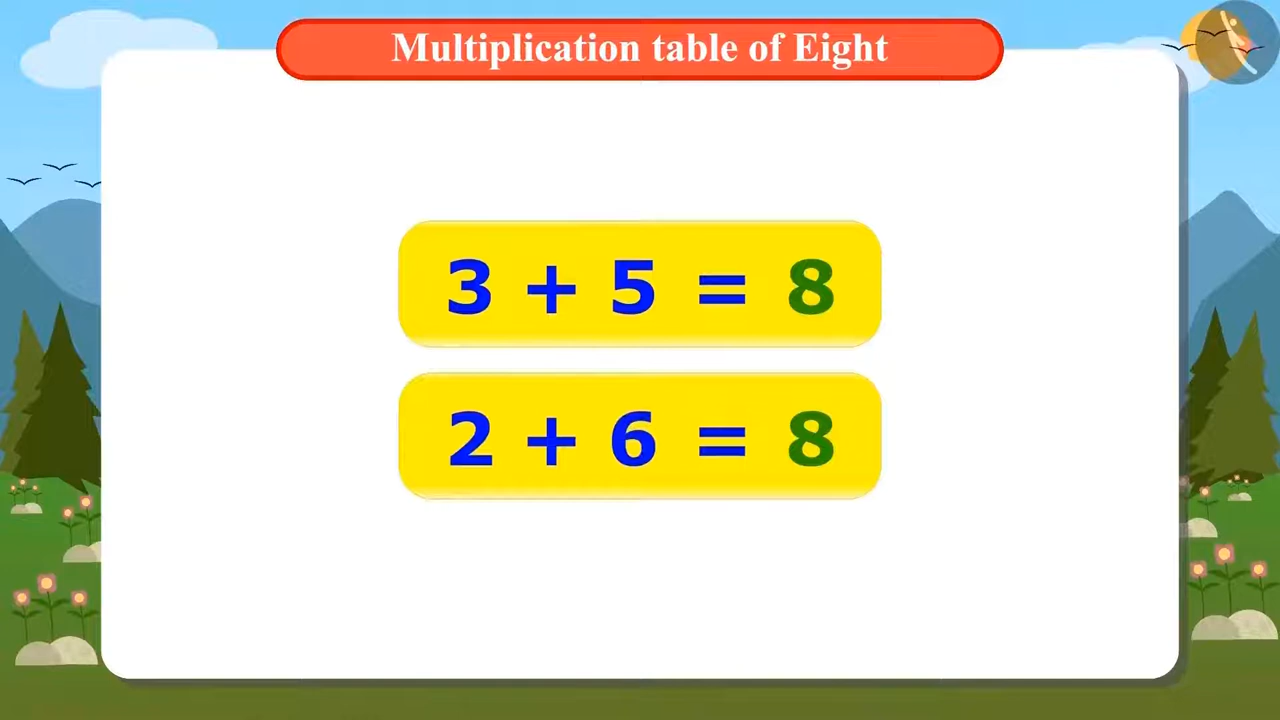 Multiplication table of Eight
3 + 5 = 8
2 + 6 = 8